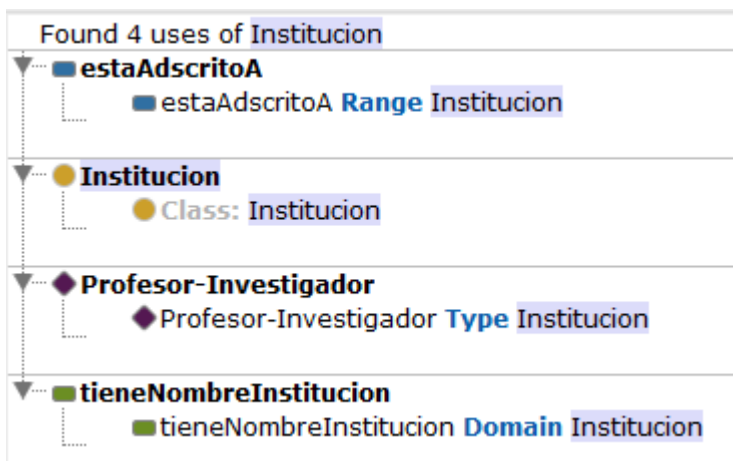 Found 4 uses of Institucion
estaAdscritoA
estaAdscritoA Range Institucion
Institucion
Class: Institucion
Profesor-Investigador
Profesor-Investigador Type Institucion
tieneNombreInstitucion
tieneNombreInstitucion Domain Institucion